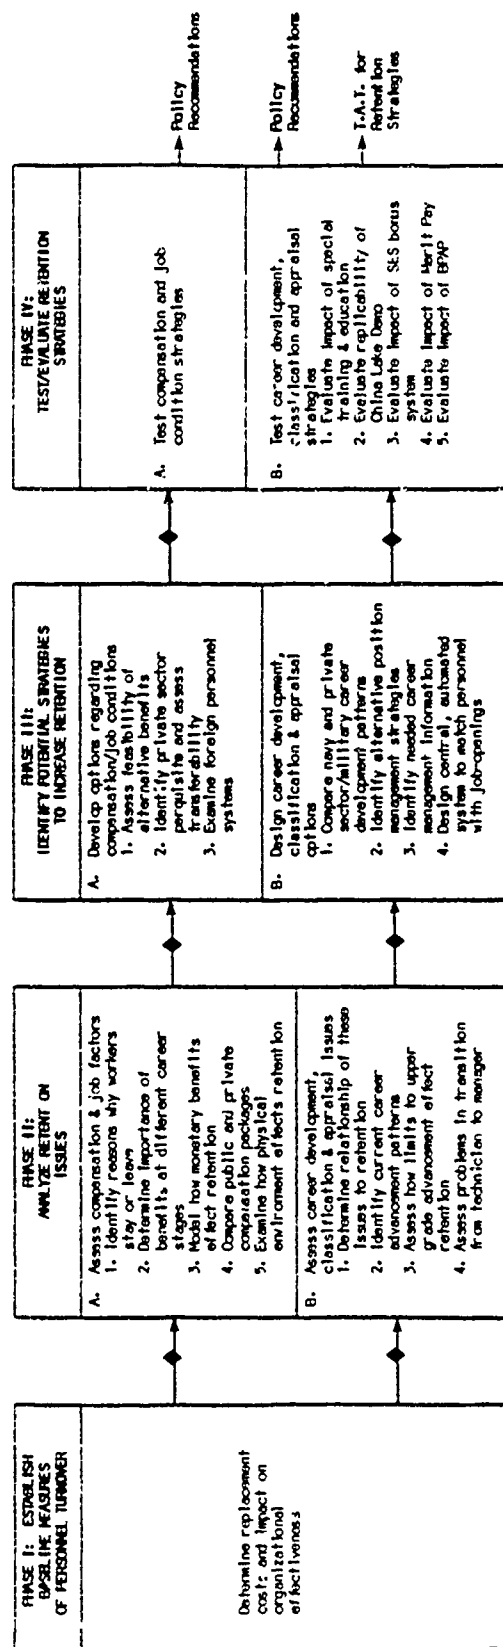 PHASE I: ESTABLISH
BASELINE MEASURES
OF PERSONNEL TURNOVER
Determine replacement
costs and impact on
organizational
effectiveness
PHASE II:
ANALYZE RETENTION
ISSUES
A. Assess compensation & job factors
1. Identify reasons why workers
stay or leave
2. Determine importance of
benefits at different career
stages
3. Model how monetary benefits
effect retention
4. Compare public and private
compensation packages
5. Examine how physical
environment effects retention
B. Assess career development,
classification & appraisal issues
1. Determine relationship of these
issues to retention
2. Identify current career
advancement patterns
3. Assess how limits to upper
grade advancement effect
retention
4. Assess problems in transition
from technician to manager
PHASE III:
IDENTIFY POTENTIAL STRATEGIES
TO INCREASE RETENTION
A. Develop options regarding
compensation/job conditions
1. Assess feasibility of
alternative benefits
2. Identify private sector
perquisite and assess
transferability
3. Examine foreign personnel
systems
B. Design career development,
classification & appraisal
options
1. Compare navy and private
sector/military career
development patterns
2. Identify alternative position
management strategies
3. Identify needed career
management information
4. Design central, automated
system to match personnel
with job-openings
PHASE IV:
TEST/EVALUATE RETENTION
STRATEGIES
A. Test compensation and job
condition strategies
B. Test career development,
classification and appraisal
strategies
1. Evaluate impact of special
training & education
2. Evaluate replicability of
China Lake Demo
3. Evaluate impact of SES bonus
system
4. Evaluate impact of Merit Pay
5. Evaluate impact of BPAP
Policy
Recommendations
Policy
Recommendations
T.A.T. for
Retention
Strategies